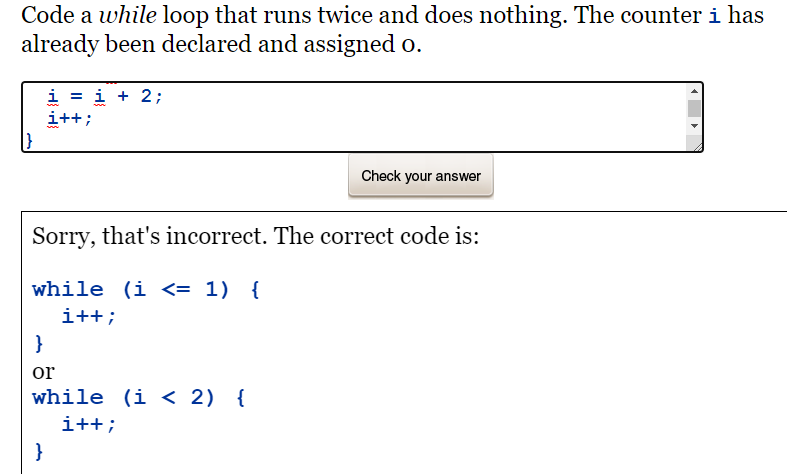 Code a while loop that runs twice and does nothing. The counter i has
already been declared and assigned 0.
i = i + 2;
i++;
}
Check your answer
Sorry, that's incorrect. The correct code is:
while (i <= 1) {
i++;
}
or
while (i < 2) {
i++;
}